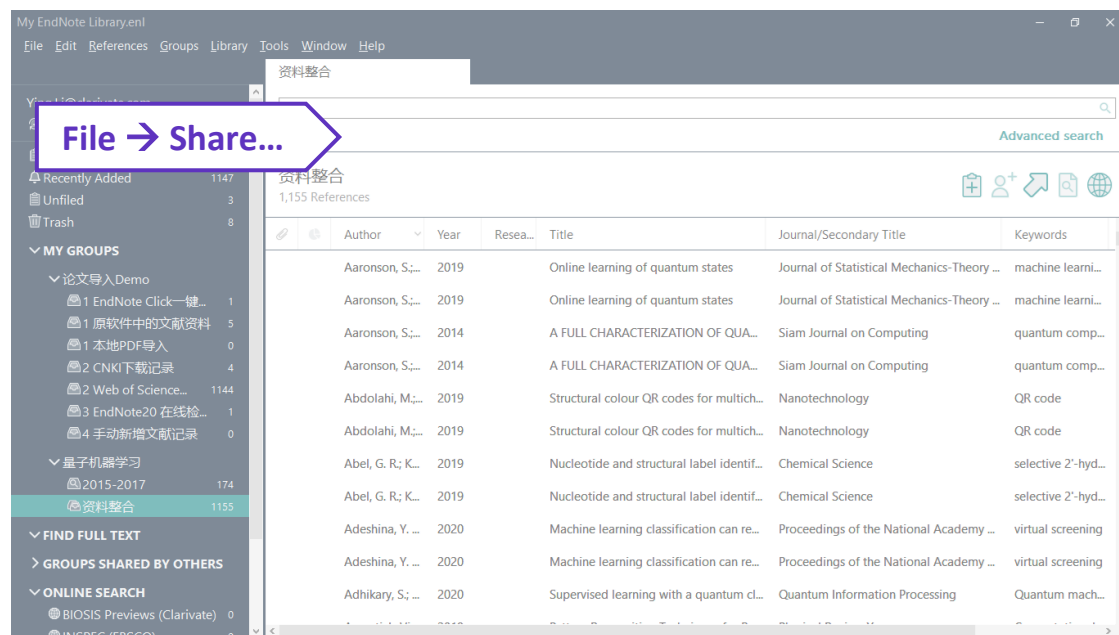 My EndNote Library.enl
File Edit References Groups Library Tools Window Help
资料整合
File → Share...
Advanced search
Recently Added 1147
Unfiled 3
Trash 8
MY GROUPS
论文导入Demo
1 EndNote Click一键... 1
1 原软件中的文献资料 5
1 本地PDF导入 0
2 CNKI下载记录 4
2 Web of Science... 1144
3 EndNote20 在线检... 1
4 手动新增文献记录 0
量子机器学习
2015-2017 174
资料整合 1155
FIND FULL TEXT
GROUPS SHARED BY OTHERS
ONLINE SEARCH
BIOSIS Previews (Clarivate) 0
资料整合
1,155 References
Author Year Resea... Title Journal/Secondary Title Keywords
Aaronson, S.;... 2019 Online learning of quantum states Journal of Statistical Mechanics-Theory ... machine learni...
Aaronson, S.;... 2019 Online learning of quantum states Journal of Statistical Mechanics-Theory ... machine learni...
Aaronson, S.;... 2014 A FULL CHARACTERIZATION OF QUA... Siam Journal on Computing quantum comp...
Aaronson, S.;... 2014 A FULL CHARACTERIZATION OF QUA... Siam Journal on Computing quantum comp...
Abdolahi, M.;... 2019 Structural colour QR codes for multich... Nanotechnology QR code
Abdolahi, M.;... 2019 Structural colour QR codes for multich... Nanotechnology QR code
Abel, G. R.; K... 2019 Nucleotide and structural label identif... Chemical Science selective 2'-hyd...
Abel, G. R.; K... 2019 Nucleotide and structural label identif... Chemical Science selective 2'-hyd...
Adeshina, Y. ... 2020 Machine learning classification can re... Proceedings of the National Academy ... virtual screening
Adeshina, Y. ... 2020 Machine learning classification can re... Proceedings of the National Academy ... virtual screening
Adhikary, S.; ... 2020 Supervised learning with a quantum cl... Quantum Information Processing Quantum mach...